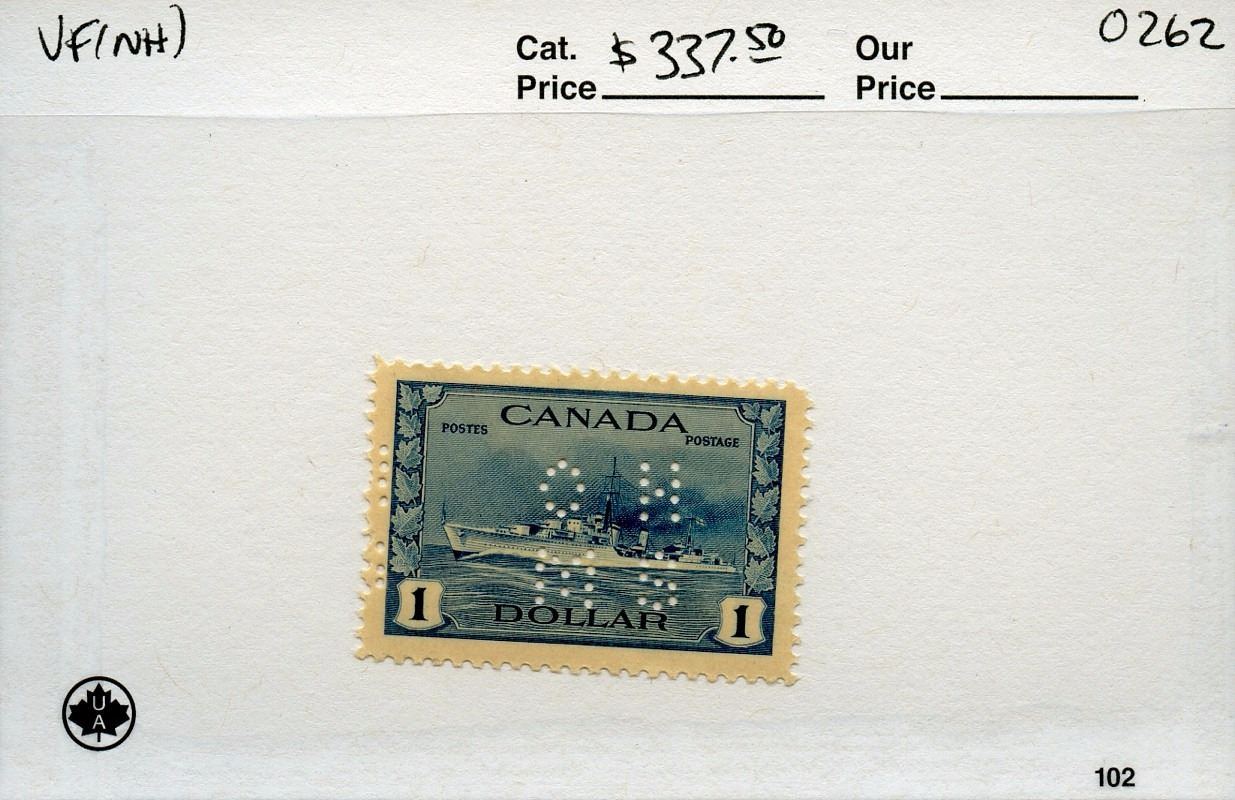 VF(NH)
Cat. Price $337.50
Our Price
O262
CANADA
POSTES
POSTAGE
O H
M S
1 DOLLAR 1
U
A
102